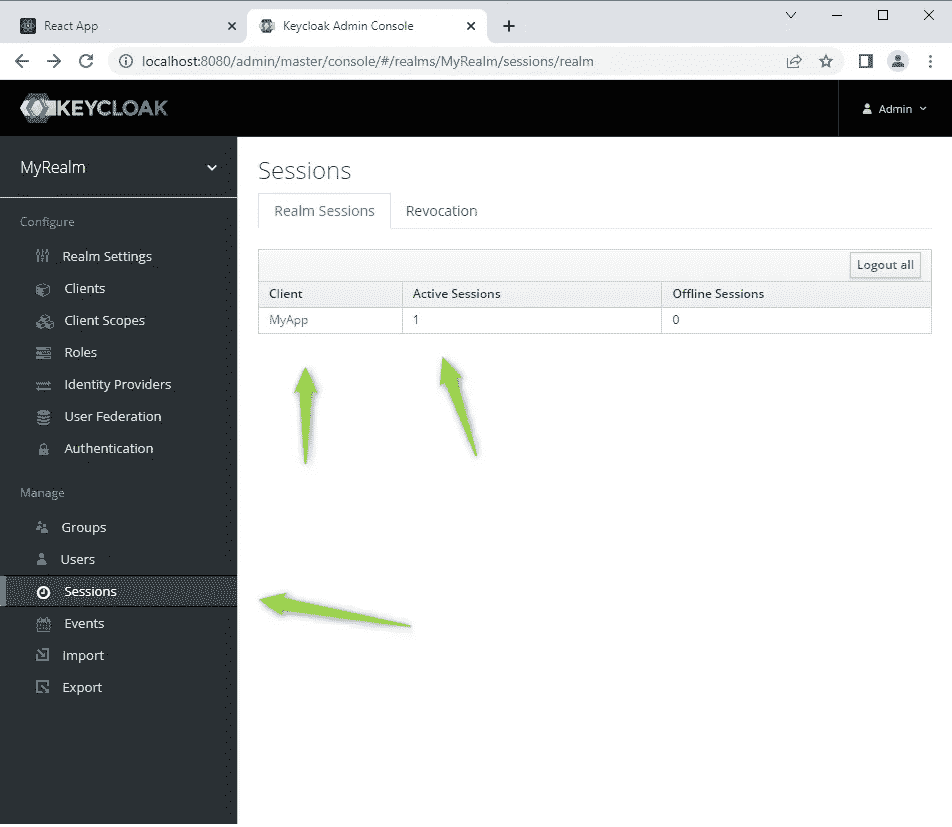 React App
Keycloak Admin Console
localhost:8080/admin/master/console/#/realms/MyRealm/sessions/realm
KEYCLOAK
Admin
MyRealm
Configure
Realm Settings
Clients
Client Scopes
Roles
Identity Providers
User Federation
Authentication
Manage
Groups
Users
Sessions
Events
Import
Export
Sessions
Realm Sessions Revocation
Logout all
Client Active Sessions Offline Sessions
MyApp 1 0